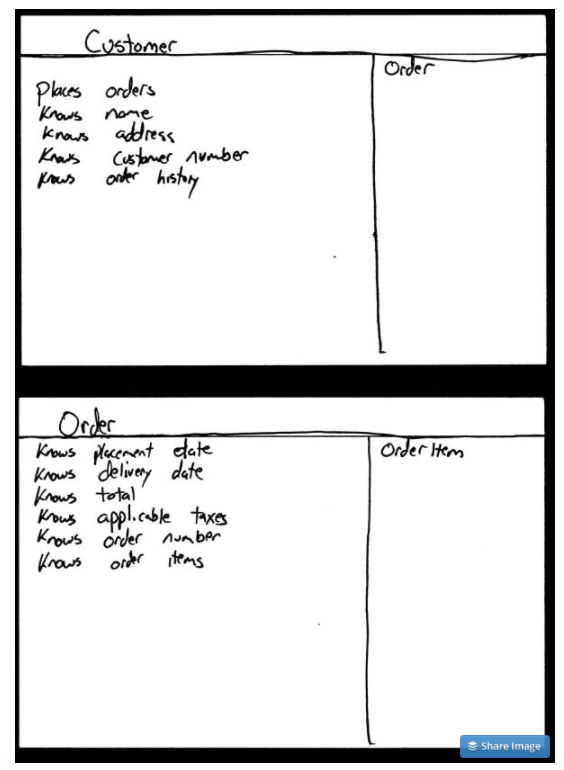 Customer
Order
Places orders
Knows name
Knows address
Knows Customer number
Knows order history
Order
Order Item
Knows placement date
Knows delivery date
Knows total
Knows applicable taxes
Knows order number
Knows order items
Share Image